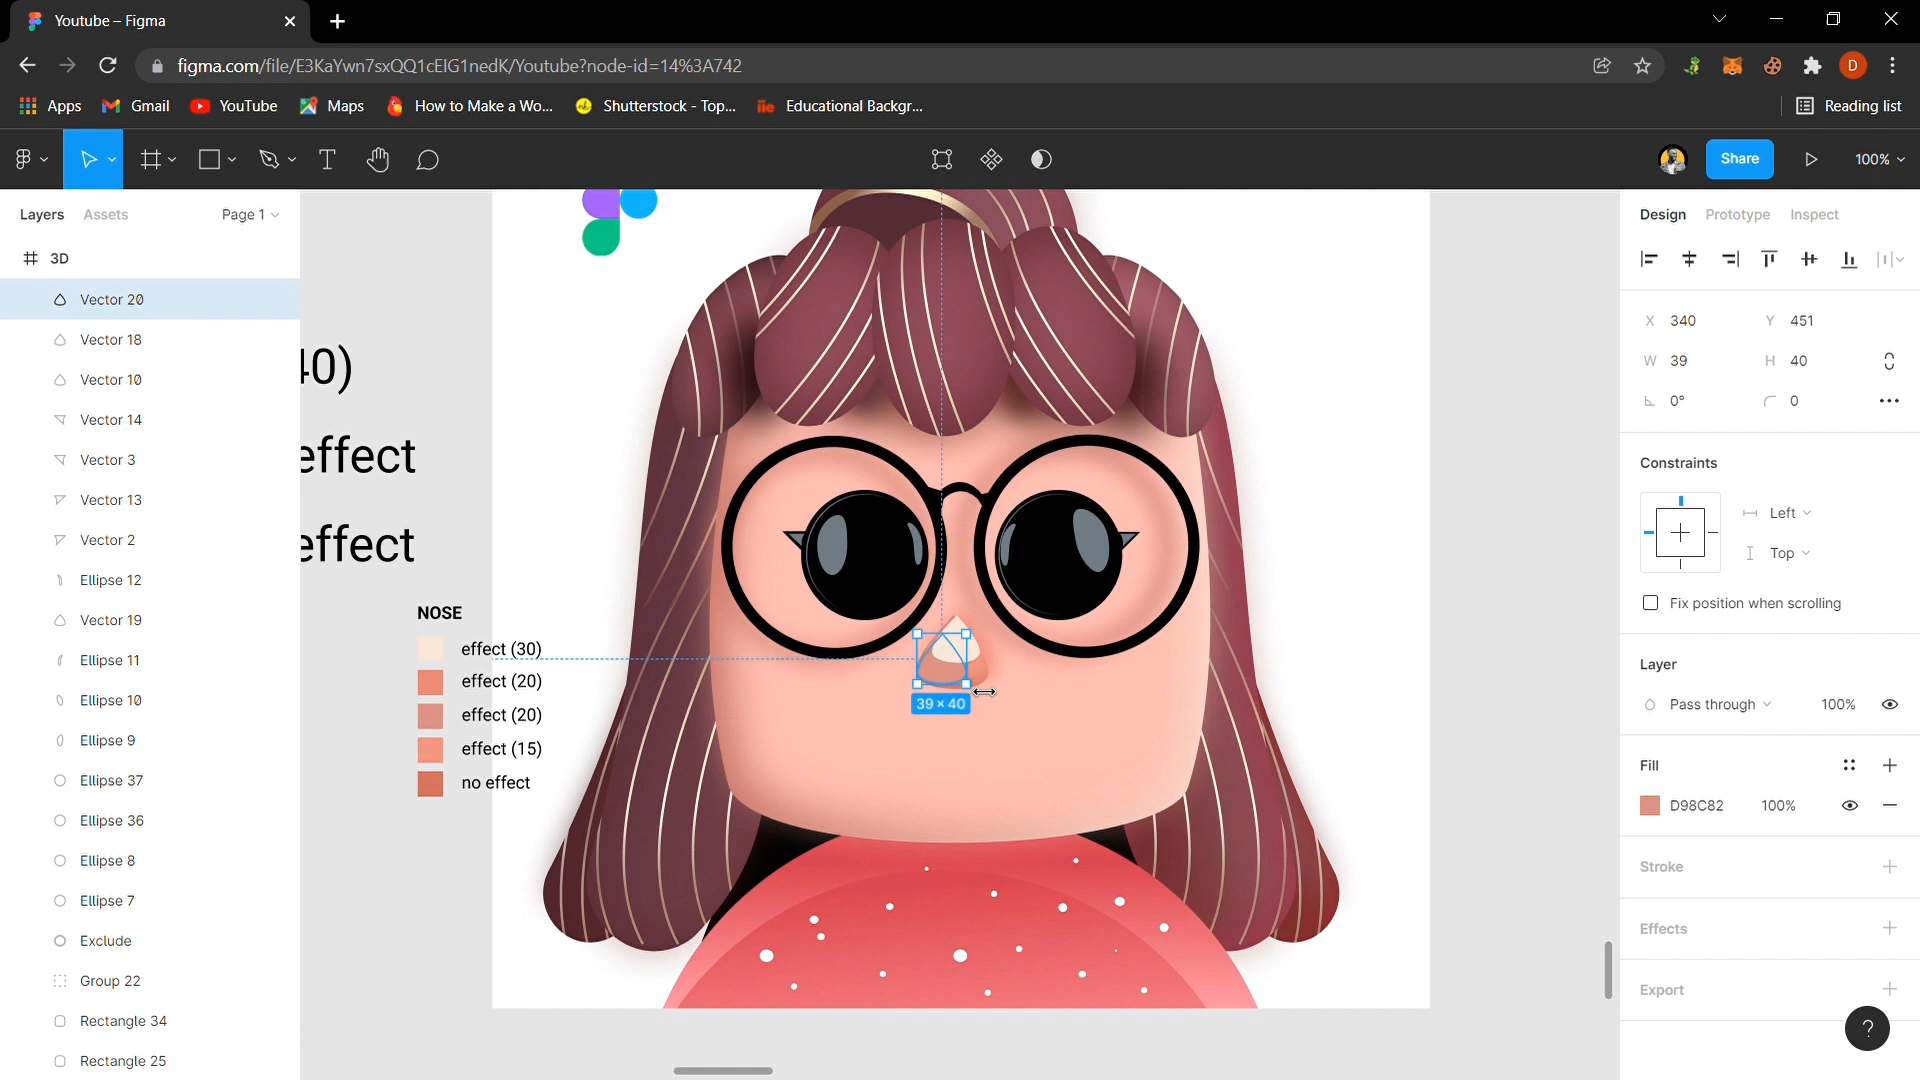 Youtube – Figma
figma.com/file/E3KaYwn7sxQQ1cEIG1nedK/Youtube?node-id=14%3A742
D
Apps
Gmail
YouTube
Maps
How to Make a Wo...
Shutterstock - Top...
Educational Backgr...
Reading list
Share
100%
Layers
Assets
Page 1
3D
Vector 20
Vector 18
Vector 10
Vector 14
Vector 3
Vector 13
Vector 2
Ellipse 12
Vector 19
Ellipse 11
Ellipse 10
Ellipse 9
Ellipse 37
Ellipse 36
Ellipse 8
Ellipse 7
Exclude
Group 22
Rectangle 34
Rectangle 25
40)
effect
effect
NOSE
effect (30)
effect (20)
effect (20)
effect (15)
no effect
39 × 40
Design
Prototype
Inspect
X 340
Y 451
W 39
H 40
0°
0
Constraints
Left
Top
Fix position when scrolling
Layer
Pass through
100%
Fill
D98C82
100%
Stroke
Effects
Export
?